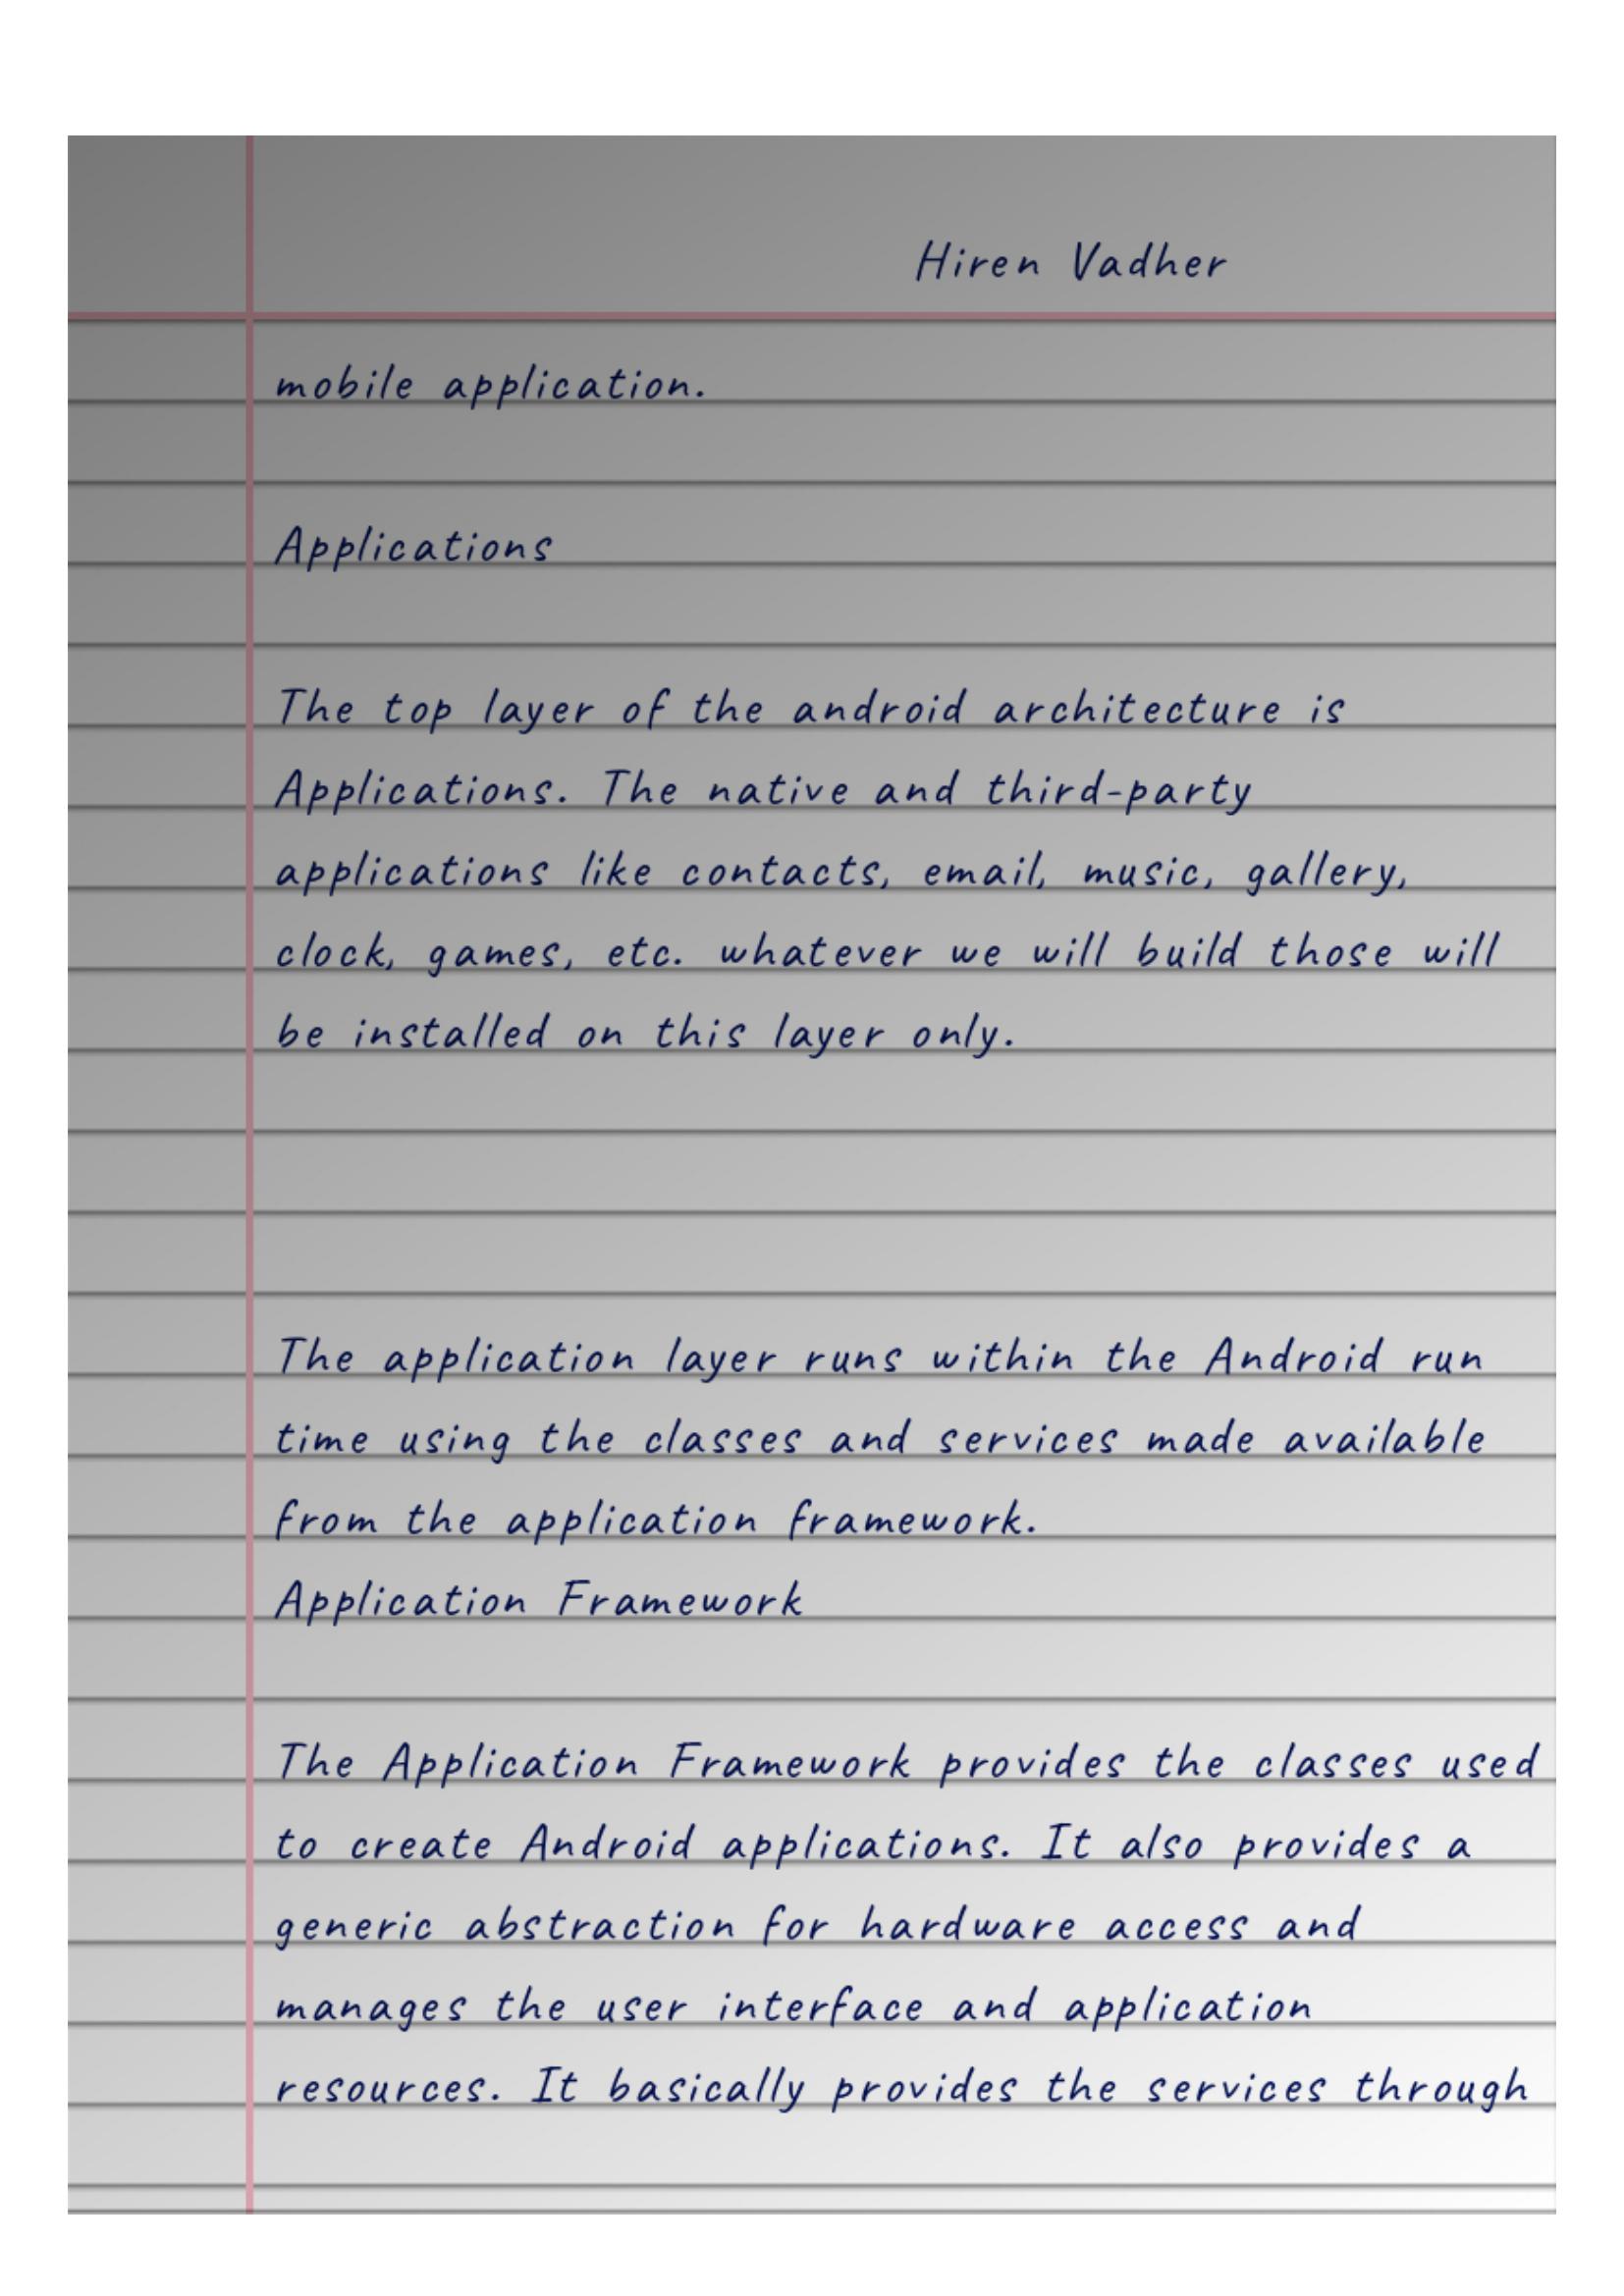 Hiren Vadher
mobile application.
Applications
The top layer of the android architecture is
Applications. The native and third-party
applications like contacts, email, music, gallery,
clock, games, etc. whatever we will build those will
be installed on this layer only.
The application layer runs within the Android run
time using the classes and services made available
from the application framework.
Application Framework
The Application Framework provides the classes used
to create Android applications. It also provides a
generic abstraction for hardware access and
manages the user interface and application
resources. It basically provides the services through